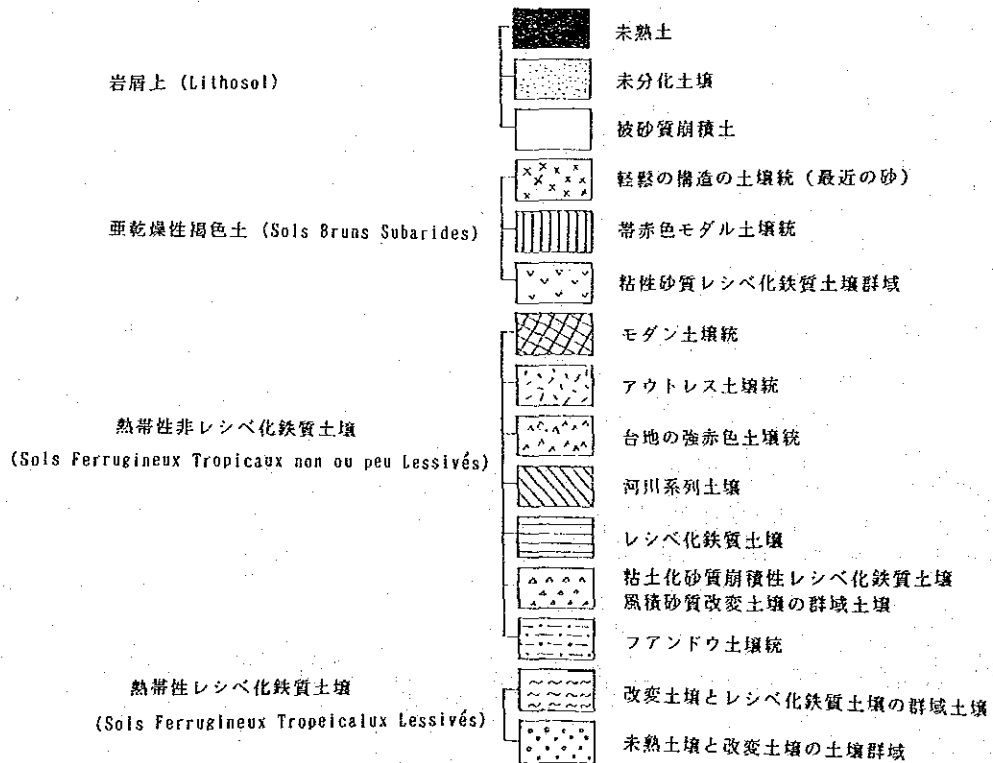 未熟土
岩屑上 (Lithosol)
未分化土壌
被砂質崩積土
軽鬆の構造の土壌統 (最近の砂)
亜乾燥性褐色土 (Sols Bruns Subarides)
帯赤色モダル土壌統
粘性砂質レシベ化鉄質土壌群域
モダン土壌統
アウトレス土壌統
熱帯性非レシベ化鉄質土壌
(Sols Ferrugineux Tropicaux non ou peu Lessivés)
台地の強赤色土壌統
河川系列土壌
レシベ化鉄質土壌
粘土化砂質崩積性レシベ化鉄質土壌
風積砂質改変土壌の群域土壌
フアンドウ土壌統
熱帯性レシベ化鉄質土壌
(Sols Ferrugineux Tropeicalux Lessivés)
改変土壌とレシベ化鉄質土壌の群域土壌
未熟土壌と改変土壌の土壌群域